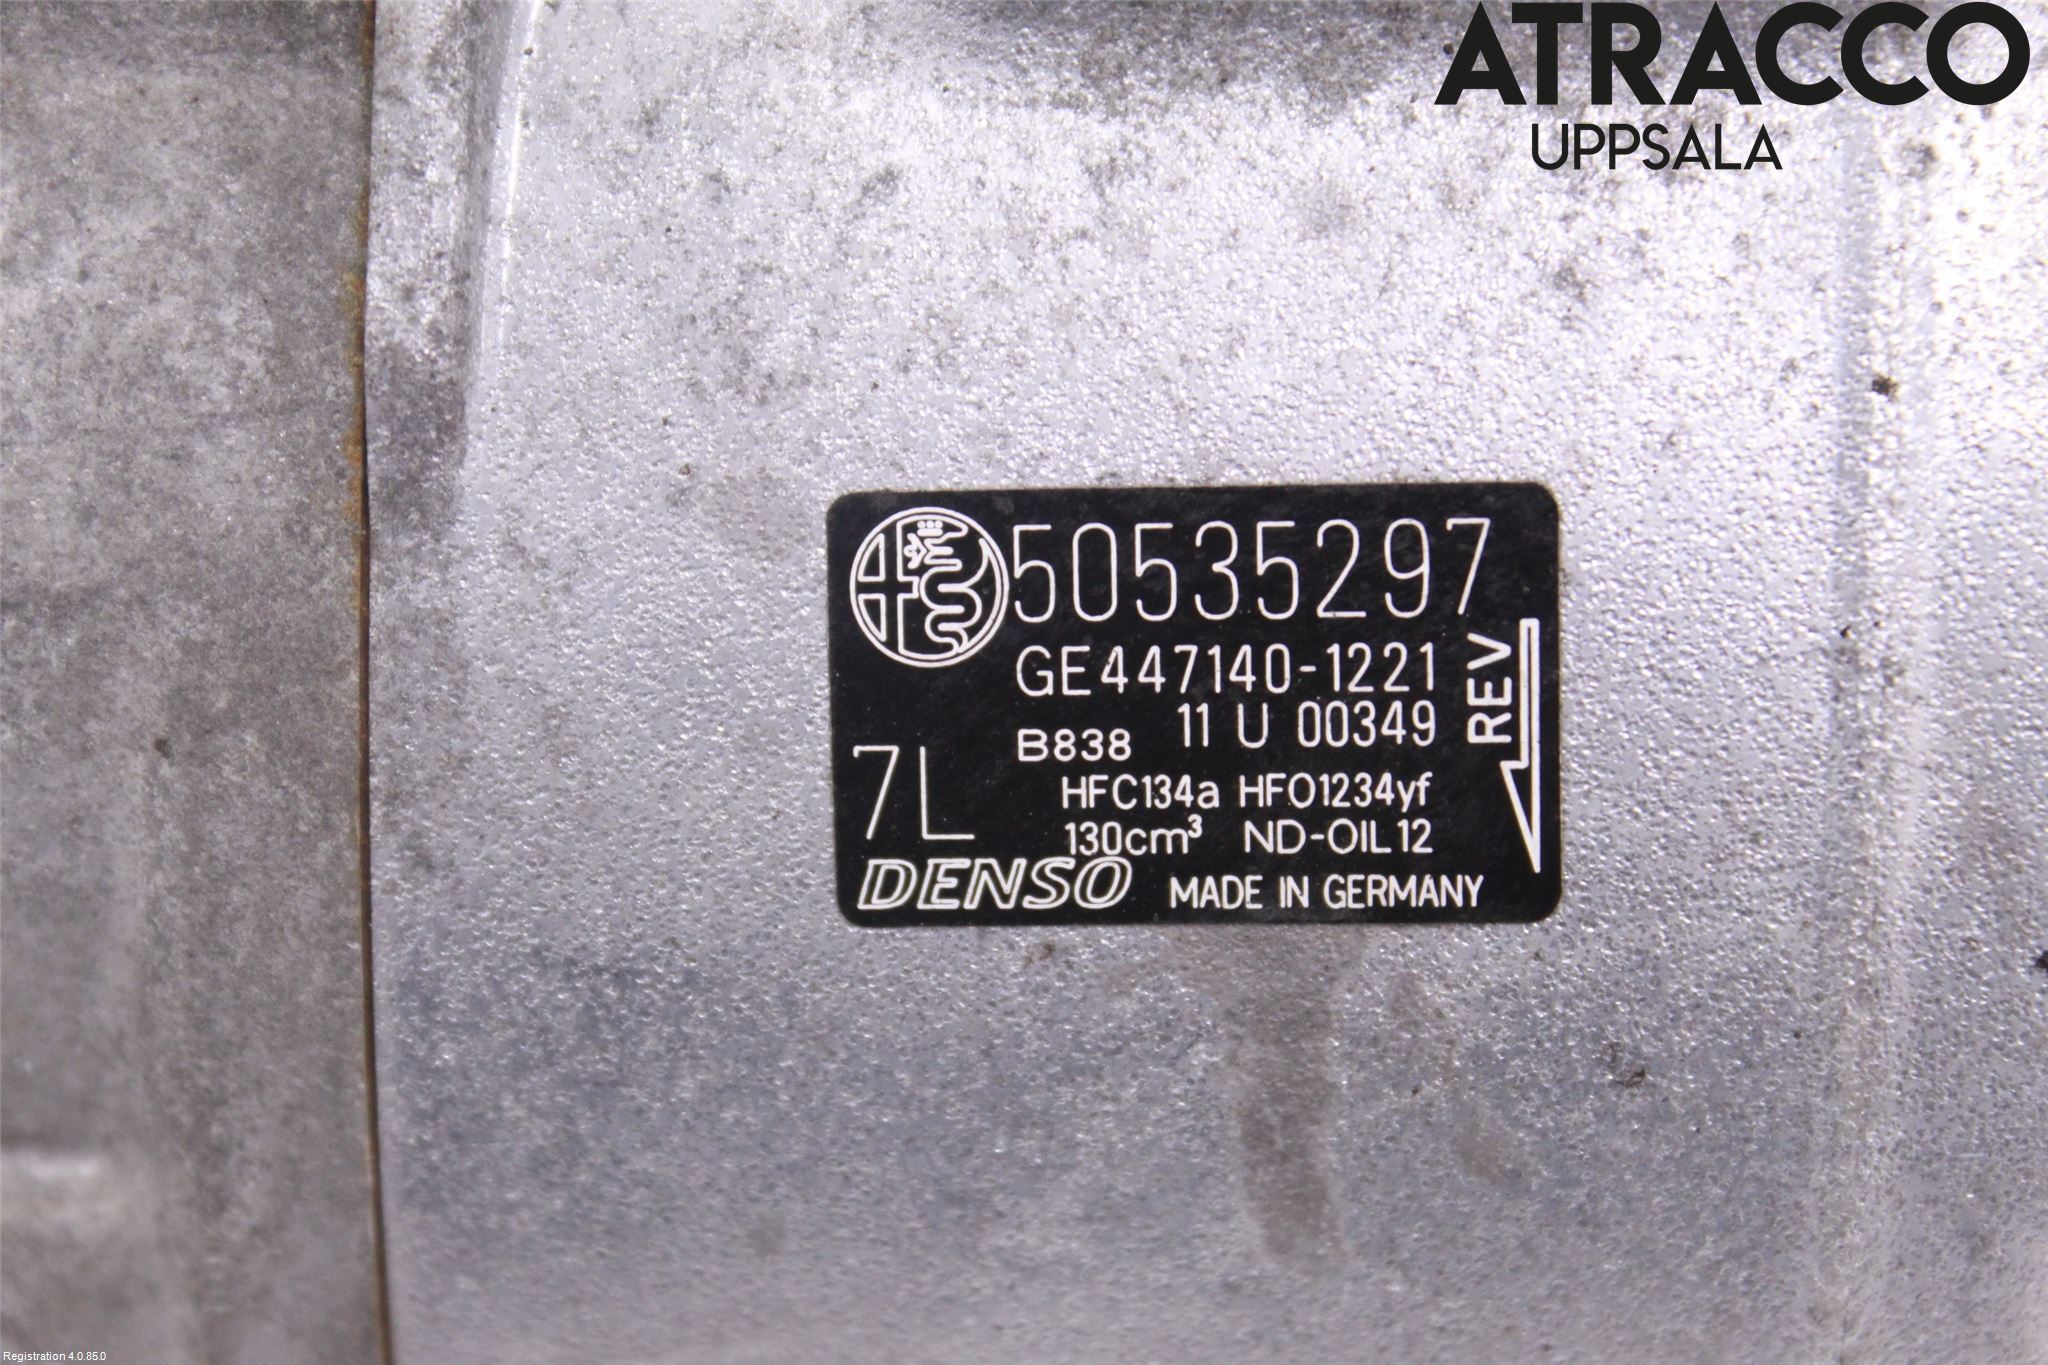 ATRACCO
UPPSALA
50535297
GE447140-1221
11 U 00349
REV
B838
7L
HFC134a HFO1234yf
130cm³ ND-OIL12
DENSO MADE IN GERMANY
Registration 4.0.85.0